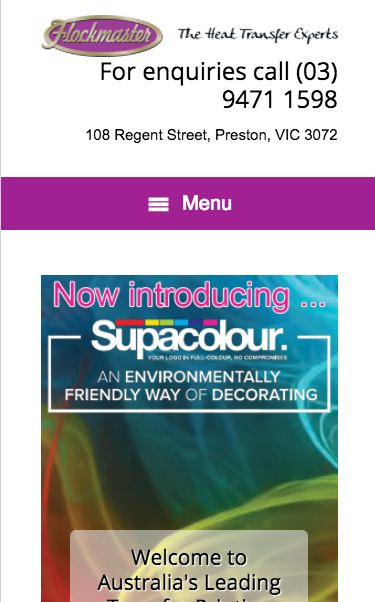 Flockmaster The Heat Transfer Experts
For enquiries call (03)
9471 1598
108 Regent Street, Preston, VIC 3072
Menu
Now introducing ...
Supacolour.
YOUR LOGO IN FULL-COLOUR, NO COMPROMISES
AN ENVIRONMENTALLY
FRIENDLY WAY OF DECORATING
Welcome to
Australia's Leading
Transfer Printing